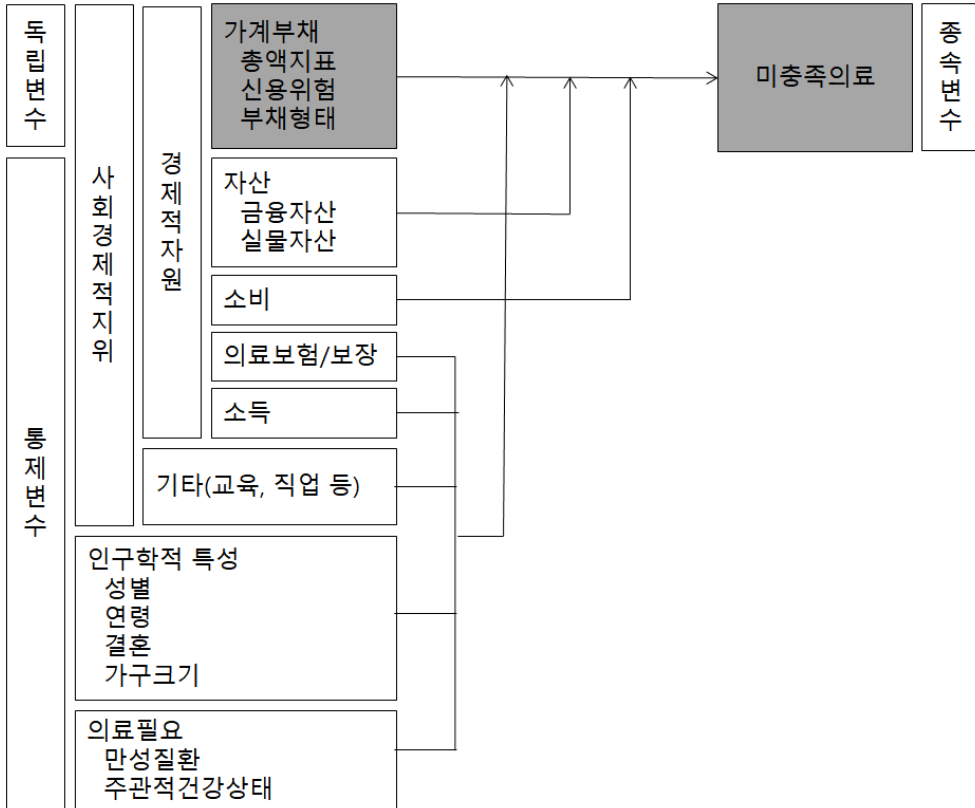 독립변수
통제변수
사회경제적지위
경제적자원
가계부채
총액지표
신용위험
부채형태
자산
금융자산
실물자산
소비
의료보험/보장
소득
기타(교육, 직업 등)
인구학적 특성
성별
연령
결혼
가구크기
의료필요
만성질환
주관적건강상태
미충족의료
종속변수